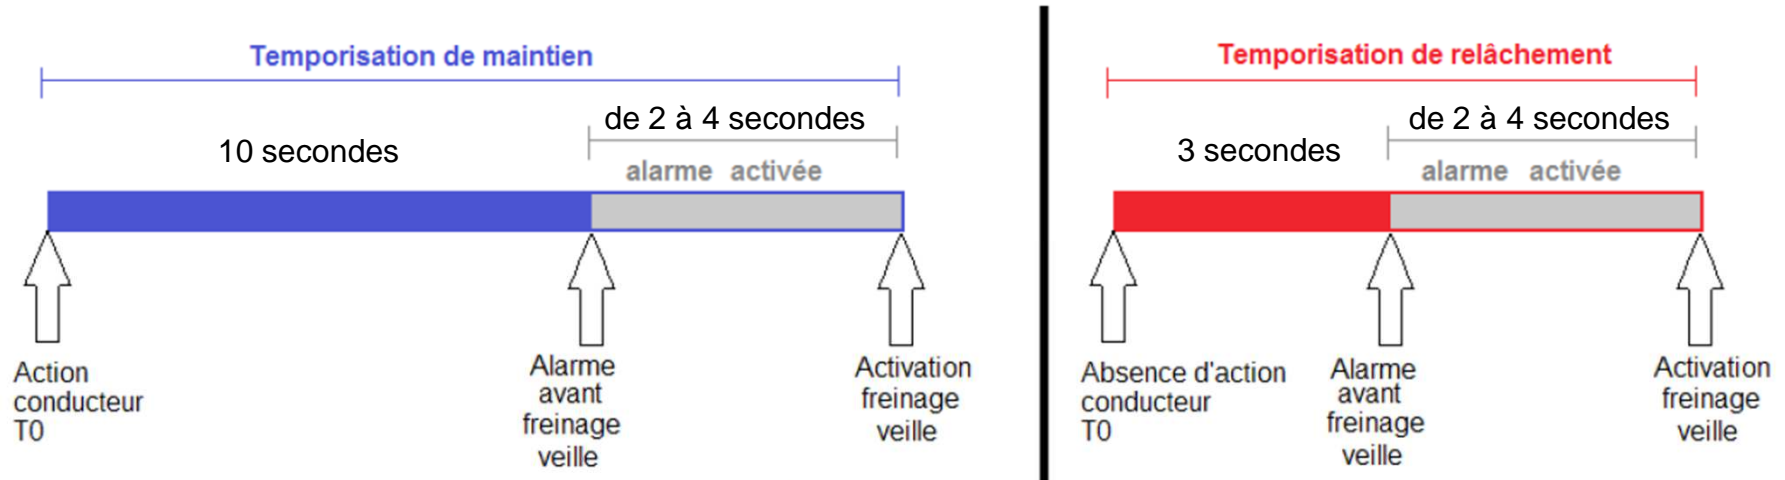 Temporisation de maintien
de 2 à 4 secondes
10 secondes
alarme activée
Action
conducteur
T0
Alarme
avant
freinage
veille
Activation
freinage
veille
Temporisation de relâchement
de 2 à 4 secondes
3 secondes
alarme activée
Absence d'action
conducteur
T0
Alarme
avant
freinage
veille
Activation
freinage
veille